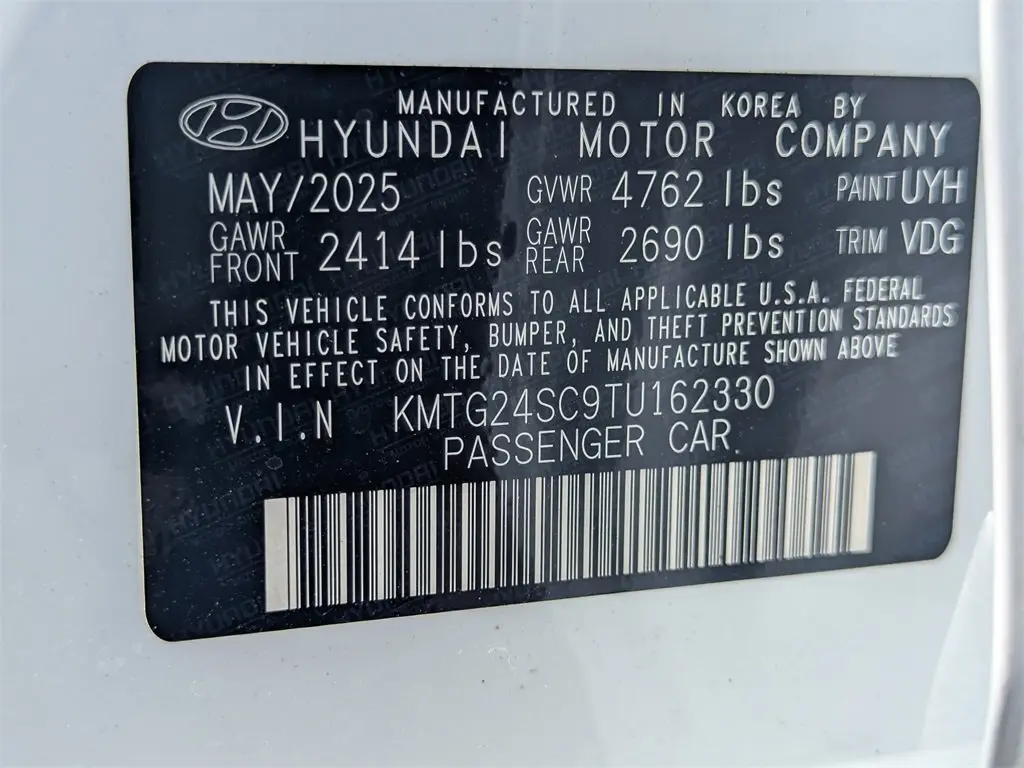 MANUFACTURED IN KOREA BY
HYUNDAI MOTOR COMPANY
MAY/2025 GVWR 4762 lbs PAINT UYH
GAWR FRONT 2414 lbs GAWR REAR 2690 lbs TRIM VDG
THIS VEHICLE CONFORMS TO ALL APPLICABLE U.S.A. FEDERAL
MOTOR VEHICLE SAFETY, BUMPER, AND THEFT PREVENTION STANDARDS
IN EFFECT ON THE DATE OF MANUFACTURE SHOWN ABOVE
V.I.N KMTG24SC9TU162330
PASSENGER CAR